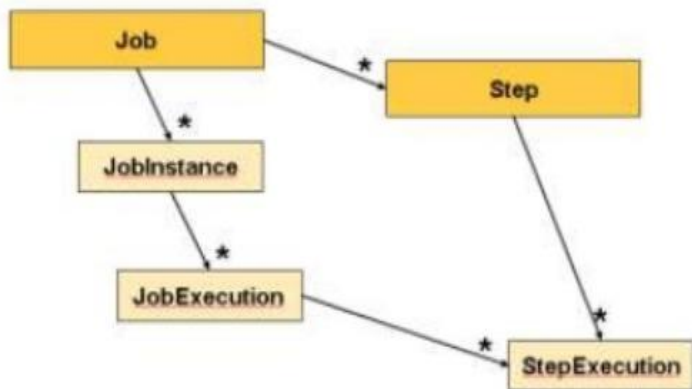 Job
*
Step
*
JobInstance
*
JobExecution
*
*
StepExecution